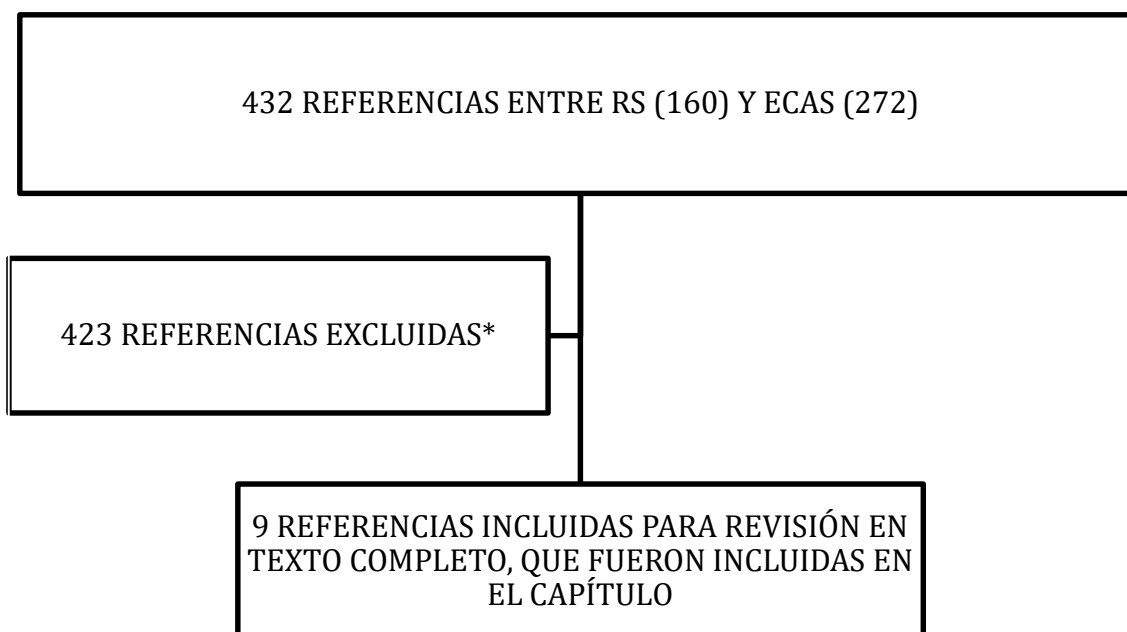 432 REFERENCIAS ENTRE RS (160) Y ECAS (272)
423 REFERENCIAS EXCLUIDAS*
9 REFERENCIAS INCLUIDAS PARA REVISIÓN EN
TEXTO COMPLETO, QUE FUERON INCLUIDAS EN
EL CAPÍTULO